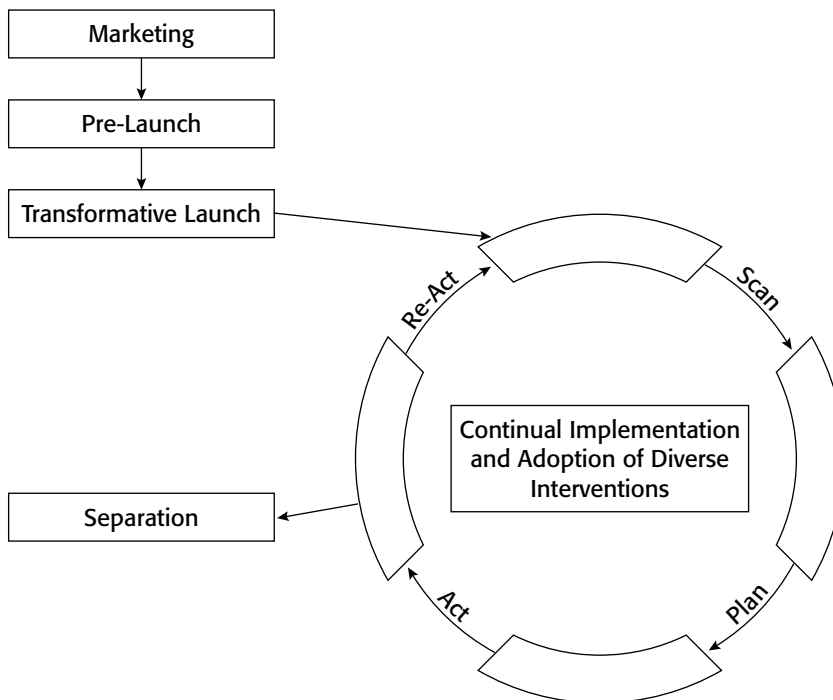 Marketing
Pre-Launch
Transformative Launch
Re-Act
Scan
Continual Implementation
and Adoption of Diverse
Interventions
Separation
Act
Plan